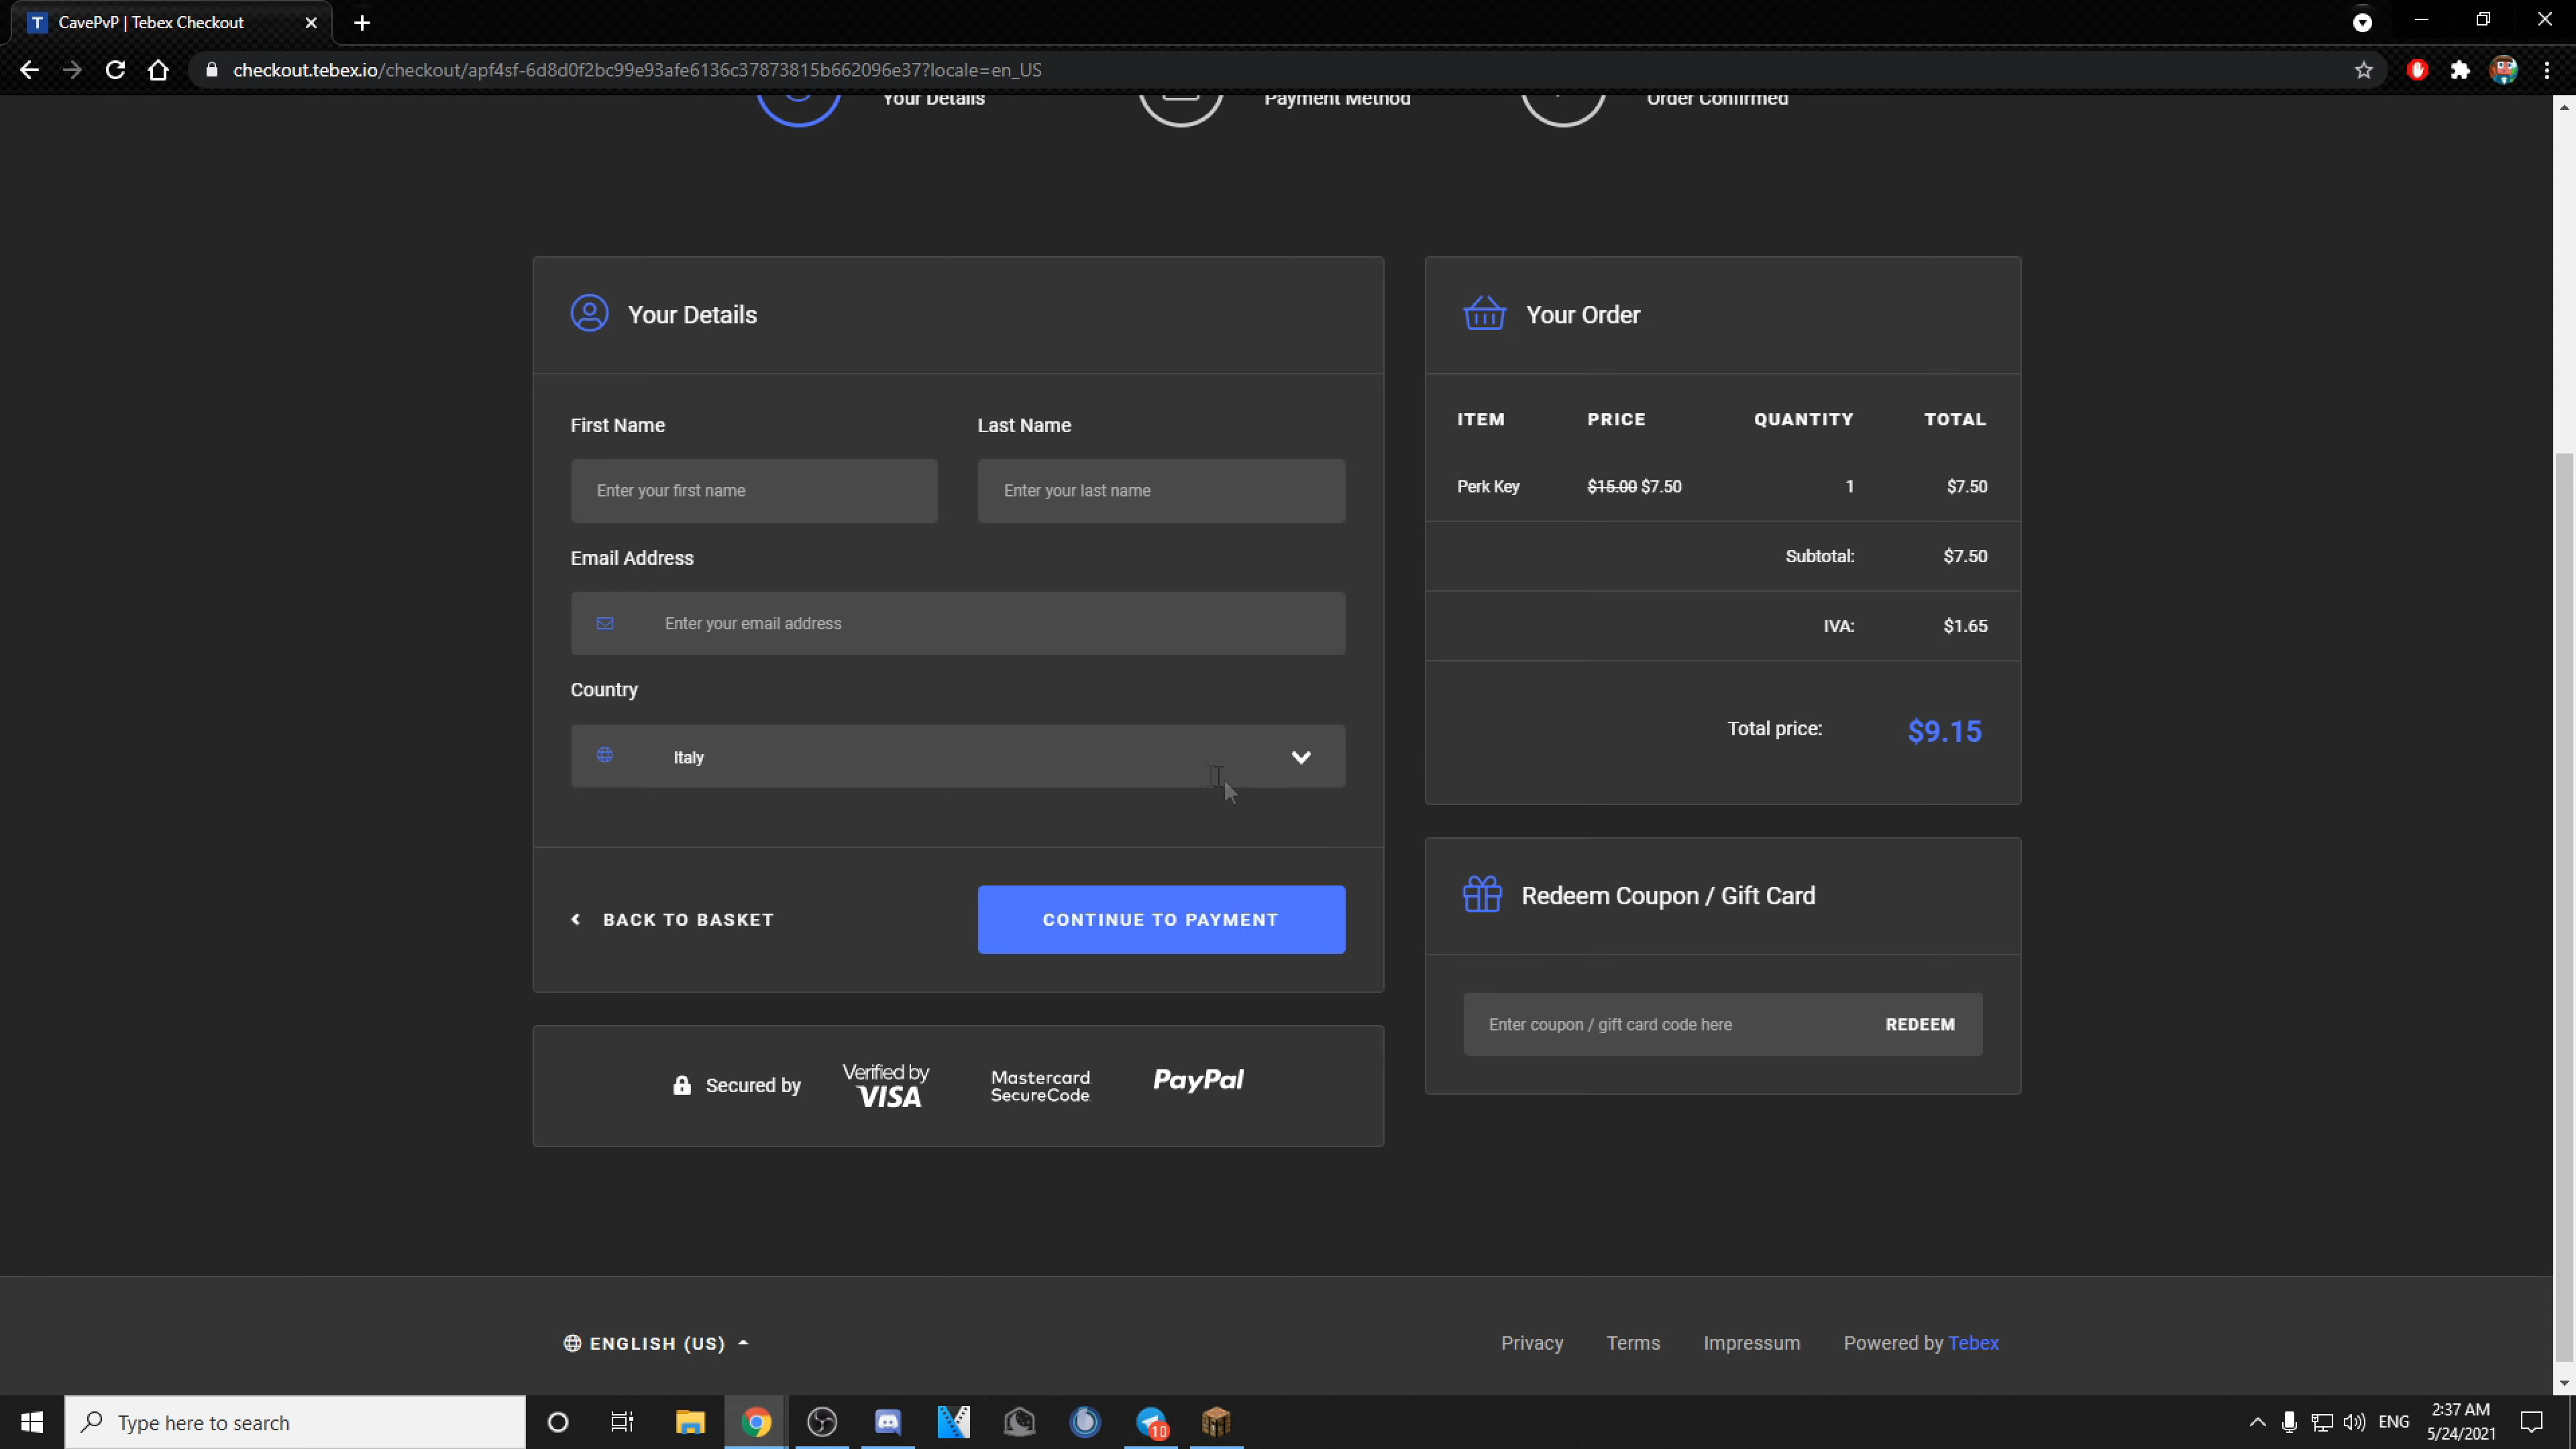 CavePvP | Tebex Checkout
checkout.tebex.io/checkout/apf4sf-6d8d0f2bc99e93afe6136c37873815b662096e37?locale=en_US
Your Details
Payment Method
Order Confirmed
Your Details
First Name
Last Name
Enter your first name
Enter your last name
Email Address
Enter your email address
Country
Italy
BACK TO BASKET
CONTINUE TO PAYMENT
Secured by
Verified by
VISA
Mastercard
SecureCode
PayPal
Your Order
ITEM PRICE QUANTITY TOTAL
Perk Key $15.00 $7.50 1 $7.50
Subtotal: $7.50
IVA: $1.65
Total price: $9.15
Redeem Coupon / Gift Card
Enter coupon / gift card code here
REDEEM
ENGLISH (US)
Privacy Terms Impressum Powered by Tebex
Type here to search
10
ENG
2:37 AM
5/24/2021